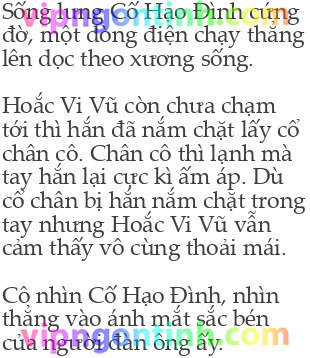 Sống lưng Cố Hạo Đình cứng
đờ, một dòng điện chạy thẳng
lên dọc theo xương sống.
Hoắc Vi Vũ còn chưa chạm
tới thì hắn đã nắm chặt lấy cổ
chân cô. Chân cô thì lạnh mà
tay hắn lại cực kì ấm áp. Dù
cổ chân bị hắn nắm chặt trong
tay nhưng Hoắc Vi Vũ vẫn
cảm thấy vô cùng thoải mái.
Cô nhìn Cố Hạo Đình, nhìn
thẳng vào ánh mắt sắc bén
vipngontinh.com
của người đàn ông ấy.